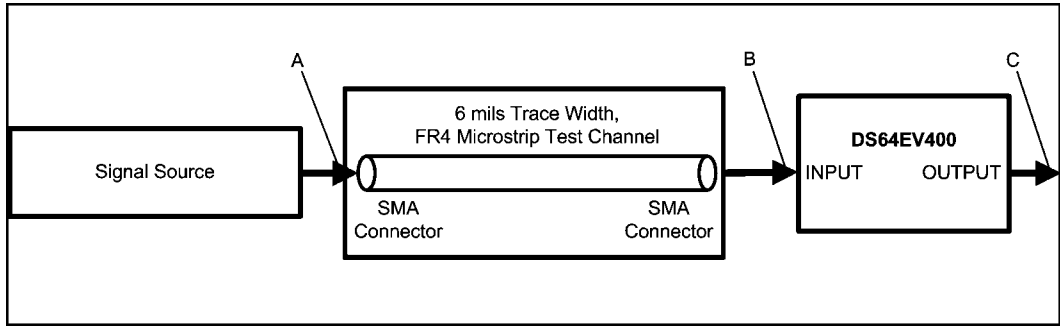 A
B
C
6 mils Trace Width,
FR4 Microstrip Test Channel
DS64EV400
Signal Source
INPUT
OUTPUT
SMA
Connector
SMA
Connector